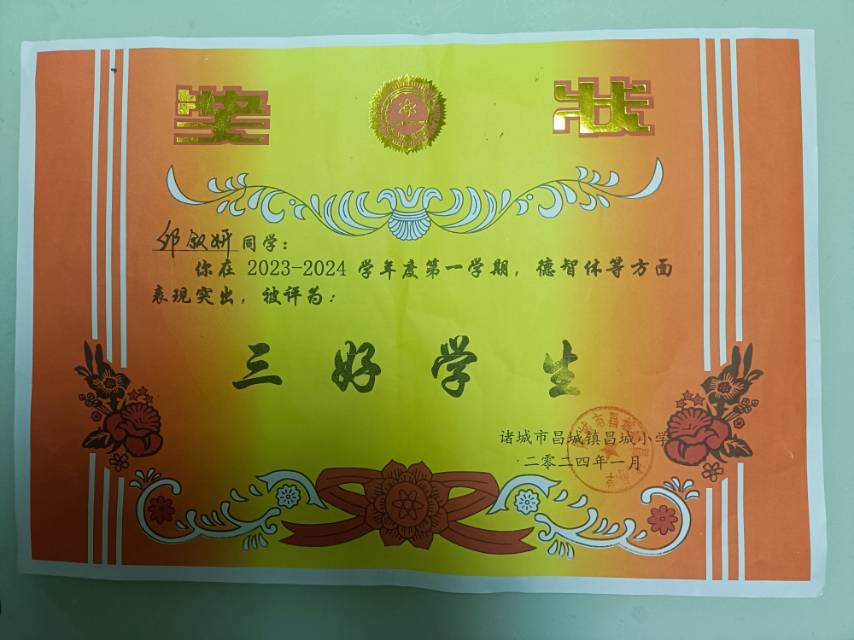 奖状
邱叙妍同学：
你在 2023-2024 学年度第一学期，德智体等方面
表现突出，被评为：
三好学生
诸城市昌城镇昌城小学
二零二四年一月